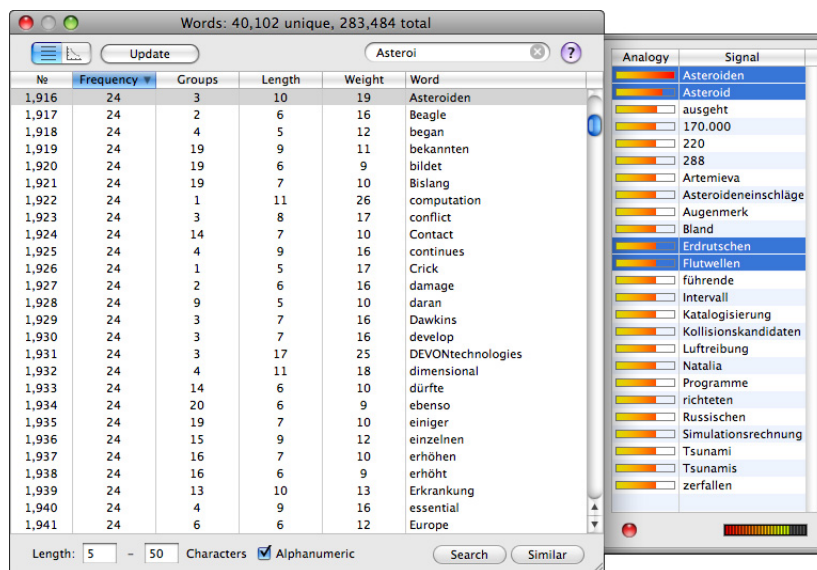 Words: 40,102 unique, 283,484 total
Update
Asteroi
?
№ Frequency Groups Length Weight Word
1,916 24 3 10 19 Asteroiden
1,917 24 2 6 16 Beagle
1,918 24 4 5 12 began
1,919 24 19 9 11 bekannten
1,920 24 19 6 9 bildet
1,921 24 19 7 10 Bislang
1,922 24 1 11 26 computation
1,923 24 3 8 17 conflict
1,924 24 14 7 10 Contact
1,925 24 4 9 16 continues
1,926 24 1 5 17 Crick
1,927 24 2 6 16 damage
1,928 24 9 5 10 daran
1,929 24 3 7 16 Dawkins
1,930 24 3 7 16 develop
1,931 24 3 17 25 DEVONtechnologies
1,932 24 4 11 18 dimensional
1,933 24 14 6 10 dürfte
1,934 24 20 6 9 ebenso
1,935 24 19 7 10 einiger
1,936 24 15 9 12 einzelnen
1,937 24 16 7 10 erhöhen
1,938 24 16 6 9 erhöht
1,939 24 13 10 13 Erkrankung
1,940 24 4 9 16 essential
1,941 24 6 6 12 Europe
Length: 5 – 50 Characters Alphanumeric Search Similar
Analogy Signal
Asteroiden
Asteroid
ausgeht
170.000
220
288
Artemieva
Asteroideneinschläge
Augenmerk
Bland
Erdrutschen
Flutwellen
führende
Intervall
Katalogisierung
Kollisionskandidaten
Luftreibung
Natalia
Programme
richteten
Russischen
Simulationsrechnung
Tsunami
Tsunamis
zerfallen